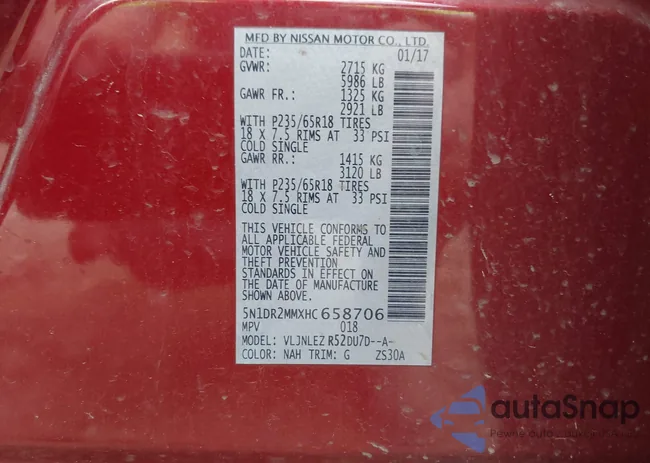 MFD BY NISSAN MOTOR CO., LTD.
DATE: 01/17
GVWR: 2715 KG
5986 LB
GAWR FR.: 1325 KG
2921 LB
WITH P235/65R18 TIRES
18 X 7.5 RIMS AT 33 PSI
COLD SINGLE
GAWR RR.: 1415 KG
3120 LB
WITH P235/65R18 TIRES
18 X 7.5 RIMS AT 33 PSI
COLD SINGLE
THIS VEHICLE CONFORMS TO
ALL APPLICABLE FEDERAL
MOTOR VEHICLE SAFETY AND
THEFT PREVENTION
STANDARDS IN EFFECT ON
THE DATE OF MANUFACTURE
SHOWN ABOVE.
5N1DR2MMXHC658706
MPV 018
MODEL: VLJNLEZ R52DU7D--A-
COLOR: NAH TRIM: G ZS30A
autaSnap
Pewne auto